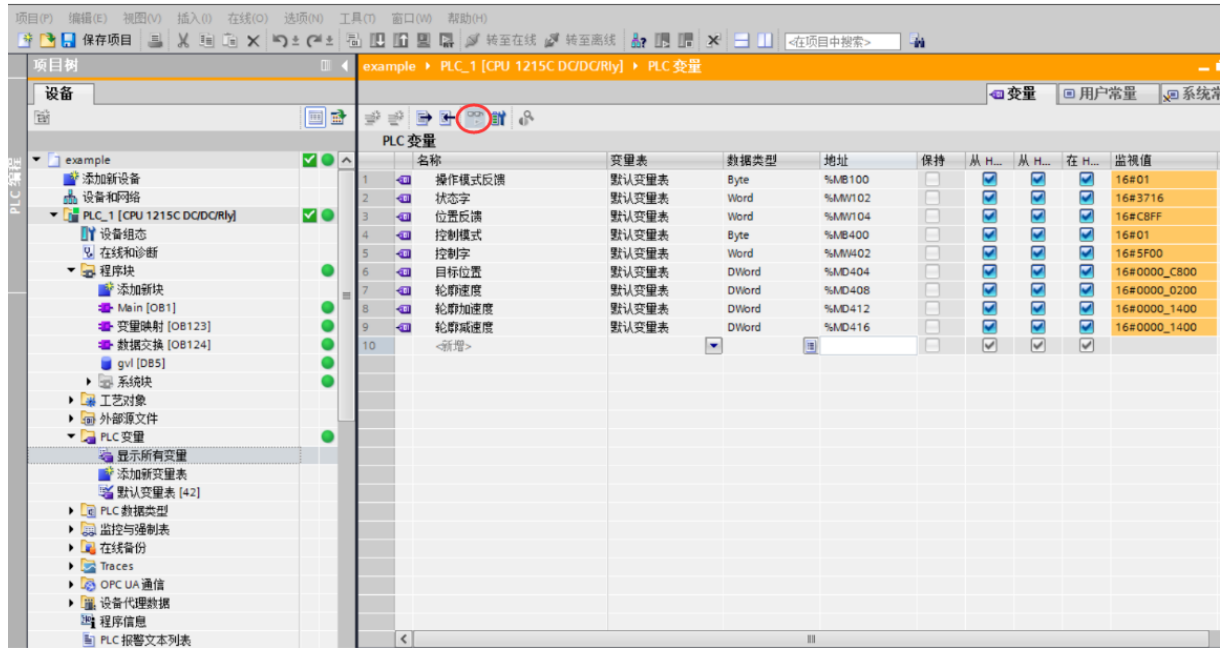 项目(P) 编辑(E) 视图(V) 插入(I) 在线(O) 选项(N) 工具(T) 窗口(W) 帮助(H)
保存项目 转至在线 转至离线 <在项目中搜索>
项目树
example PLC_1 [CPU 1215C DC/DC/Rly] PLC 变量
设备
变量 用户常量 系统常
PLC 变量
PLC 编程
example
添加新设备
设备和网络
PLC_1 [CPU 1215C DC/DC/Rly]
设备组态
在线和诊断
程序块
添加新块
Main [OB1]
变量映射 [OB123]
数据交换 [OB124]
gvl [DB5]
系统块
工艺对象
外部源文件
PLC 变量
显示所有变量
添加新变量表
默认变量表 [42]
PLC 数据类型
监控与强制表
在线备份
Traces
OPC UA 通信
设备代理数据
程序信息
PLC 报警文本列表
名称 变量表 数据类型 地址 保持 从 H... 从 H... 在 H... 监视值
1 操作模式反馈 默认变量表 Byte %MB100 16#01
2 状态字 默认变量表 Word %MW102 16#3716
3 位置反馈 默认变量表 Word %MW104 16#C8FF
4 控制模式 默认变量表 Byte %MB400 16#01
5 控制字 默认变量表 Word %MW402 16#5F00
6 目标位置 默认变量表 DWord %MD404 16#0000_C800
7 轮廓速度 默认变量表 DWord %MD408 16#0000_0200
8 轮廓加速度 默认变量表 DWord %MD412 16#0000_1400
9 轮廓减速度 默认变量表 DWord %MD416 16#0000_1400
10 <新增>